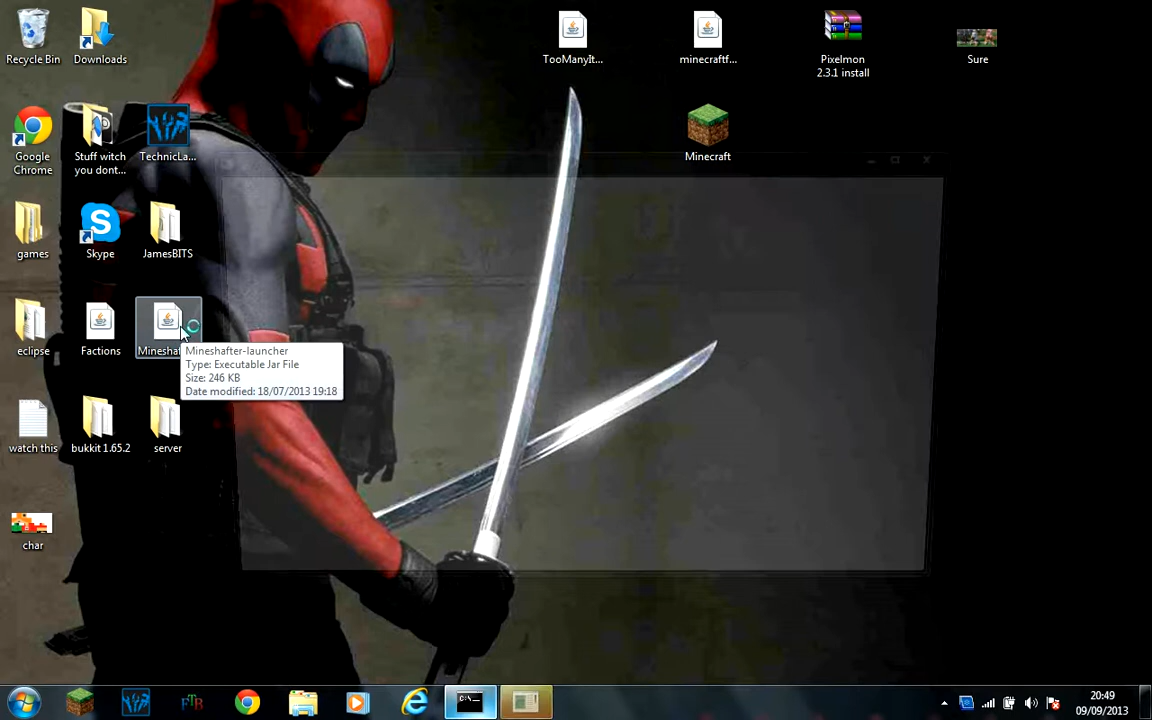 Recycle Bin
Downloads
TooManyIt...
minecraftf...
Pixelmon
2.3.1 install
Sure
Google
Chrome
Stuff witch
you dont...
TechnicLa...
Minecraft
games
Skype
JamesBITS
eclipse
Factions
Mineshaf
Mineshafter-launcher
Type: Executable Jar File
Size: 246 KB
Date modified: 18/07/2013 19:18
watch this
bukkit 1.65.2
server
char
FTB
C:\_
20:49
09/09/2013